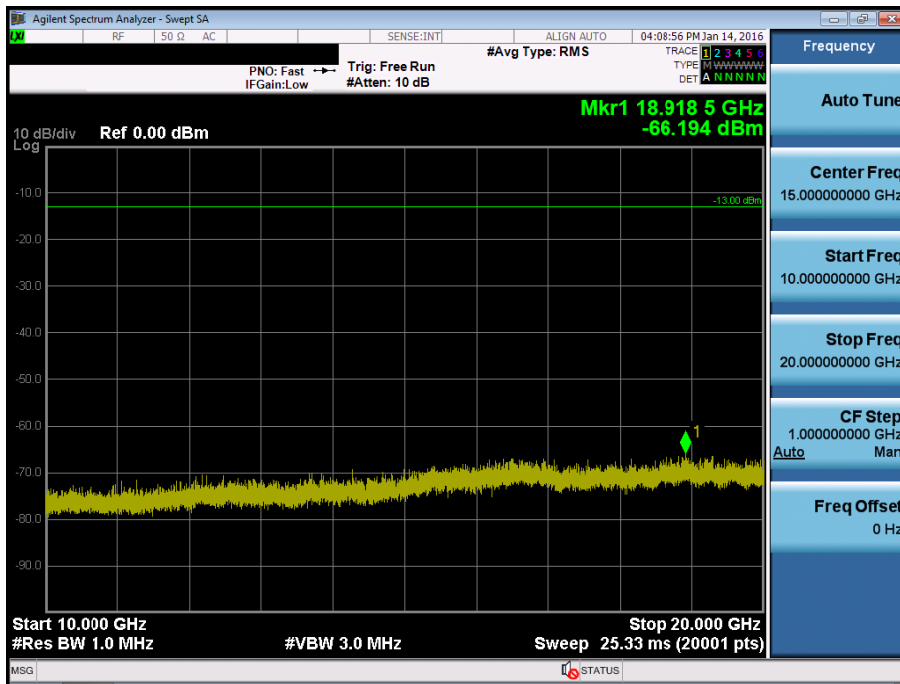 Agilent Spectrum Analyzer - Swept SA
LXI RF 50 Ω AC SENSE:INT ALIGN AUTO 04:08:56 PM Jan 14, 2016
Frequency
#Avg Type: RMS
TRACE 1 2 3 4 5 6
TYPE M WWWWW
DET A N N N N N
PNO: Fast Trig: Free Run
IFGain:Low #Atten: 10 dB
Auto Tune
Mkr1 18.918 5 GHz
-66.194 dBm
10 dB/div Ref 0.00 dBm
Log
Center Freq
15.000000000 GHz
-10.0
-13.00 dBm
-20.0
Start Freq
10.000000000 GHz
-30.0
-40.0
Stop Freq
20.000000000 GHz
-50.0
-60.0
1
CF Step
1.000000000 GHz
Auto Man
-70.0
-80.0
Freq Offset
0 Hz
-90.0
Start 10.000 GHz Stop 20.000 GHz
#Res BW 1.0 MHz #VBW 3.0 MHz Sweep 25.33 ms (20001 pts)
MSG STATUS